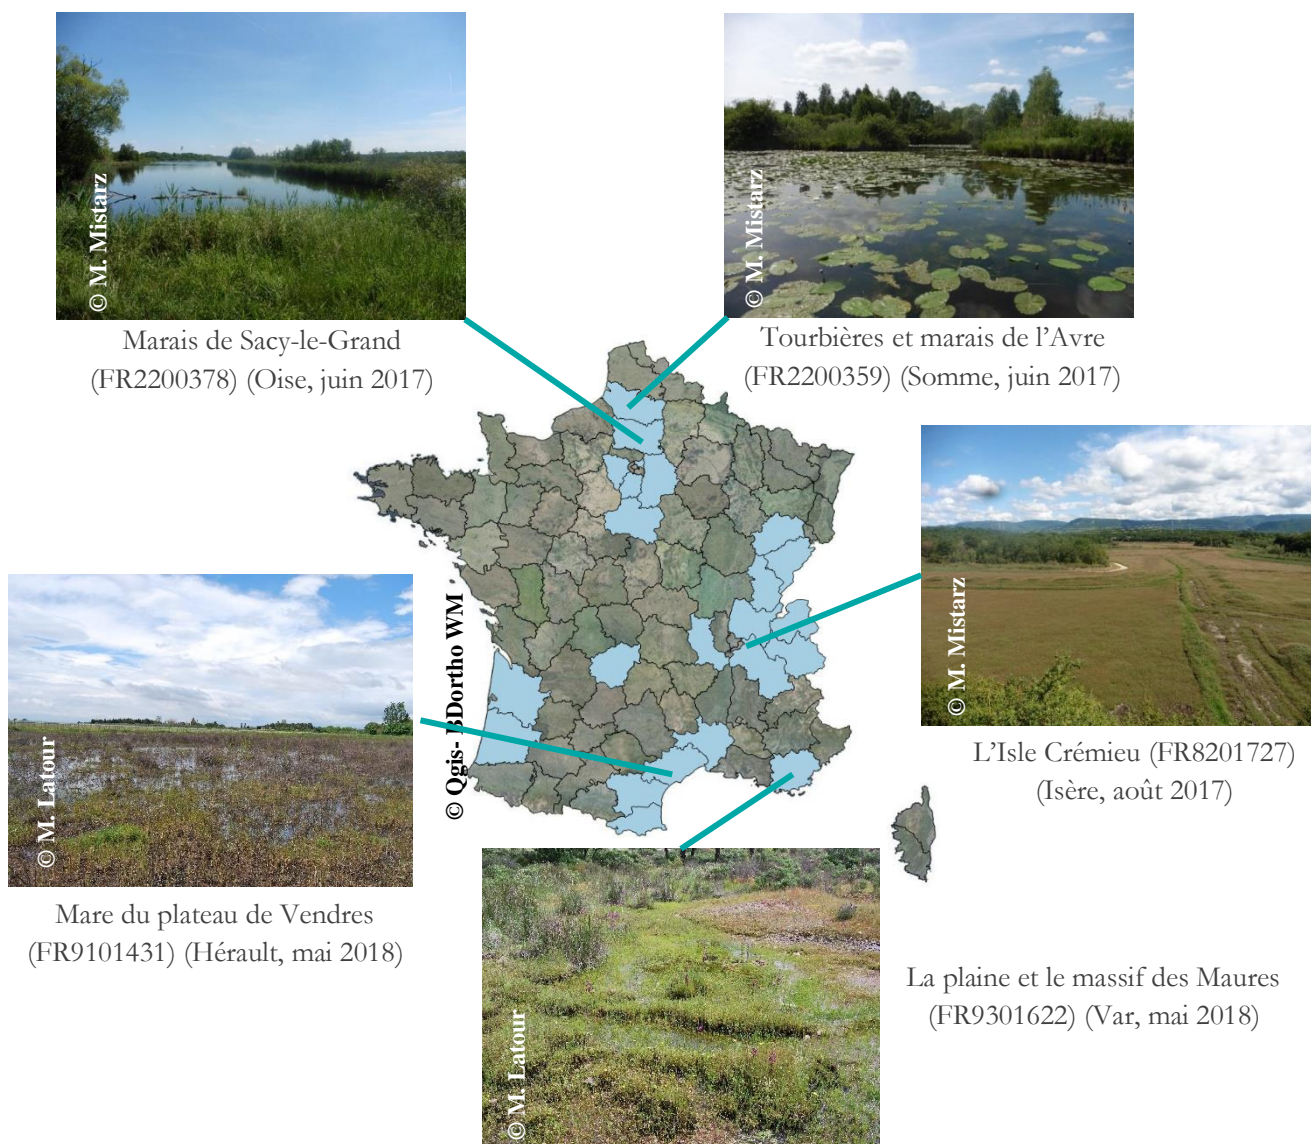 © M. Mistarz
© M. Mistarz
Marais de Sacy-le-Grand
(FR2200378) (Oise, juin 2017)
Tourbières et marais de l’Avre
(FR2200359) (Somme, juin 2017)
© M. Mistarz
L’Isle Crémieu (FR8201727)
(Isère, août 2017)
© Qgis- BDortho WM
© M. Latour
Mare du plateau de Vendres
(FR9101431) (Hérault, mai 2018)
© M. Latour
La plaine et le massif des Maures
(FR9301622) (Var, mai 2018)